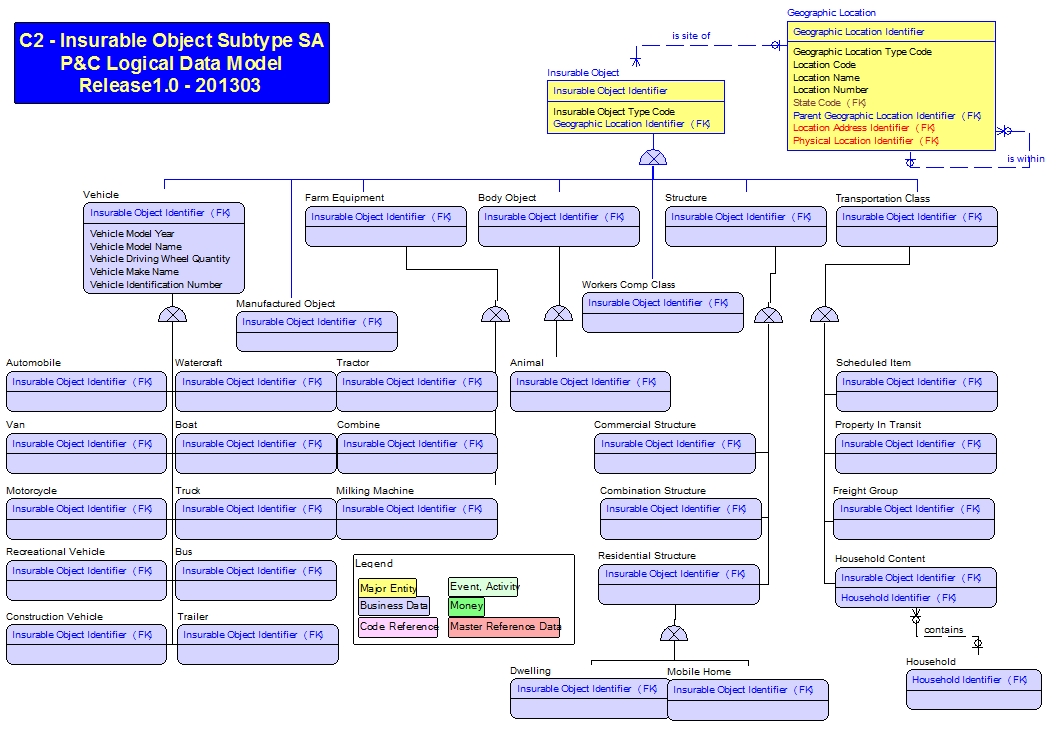 C2 - Insurable Object Subtype SA
P&C Logical Data Model
Release1.0 - 201303
Geographic Location
Geographic Location Identifier
Geographic Location Type Code
Location Code
Location Name
Location Number
State Code (FK)
Parent Geographic Location Identifier (FK)
Location Address Identifier (FK)
Physical Location Identifier (FK)
is site of
is within
Insurable Object
Insurable Object Identifier
Insurable Object Type Code
Geographic Location Identifier (FK)
Vehicle
Insurable Object Identifier (FK)
Vehicle Model Year
Vehicle Model Name
Vehicle Driving Wheel Quantity
Vehicle Make Name
Vehicle Identification Number
Farm Equipment
Insurable Object Identifier (FK)
Body Object
Insurable Object Identifier (FK)
Structure
Insurable Object Identifier (FK)
Transportation Class
Insurable Object Identifier (FK)
Manufactured Object
Insurable Object Identifier (FK)
Workers Comp Class
Insurable Object Identifier (FK)
Automobile
Insurable Object Identifier (FK)
Watercraft
Insurable Object Identifier (FK)
Tractor
Insurable Object Identifier (FK)
Animal
Insurable Object Identifier (FK)
Scheduled Item
Insurable Object Identifier (FK)
Van
Insurable Object Identifier (FK)
Boat
Insurable Object Identifier (FK)
Combine
Insurable Object Identifier (FK)
Commercial Structure
Insurable Object Identifier (FK)
Property In Transit
Insurable Object Identifier (FK)
Motorcycle
Insurable Object Identifier (FK)
Truck
Insurable Object Identifier (FK)
Milking Machine
Insurable Object Identifier (FK)
Combination Structure
Insurable Object Identifier (FK)
Freight Group
Insurable Object Identifier (FK)
Recreational Vehicle
Insurable Object Identifier (FK)
Bus
Insurable Object Identifier (FK)
Legend
Major Entity
Event, Activity
Business Data
Money
Code Reference
Master Reference Data
Residential Structure
Insurable Object Identifier (FK)
Household Content
Insurable Object Identifier (FK)
Household Identifier (FK)
contains
Construction Vehicle
Insurable Object Identifier (FK)
Trailer
Insurable Object Identifier (FK)
Dwelling
Insurable Object Identifier (FK)
Mobile Home
Insurable Object Identifier (FK)
Household
Household Identifier (FK)